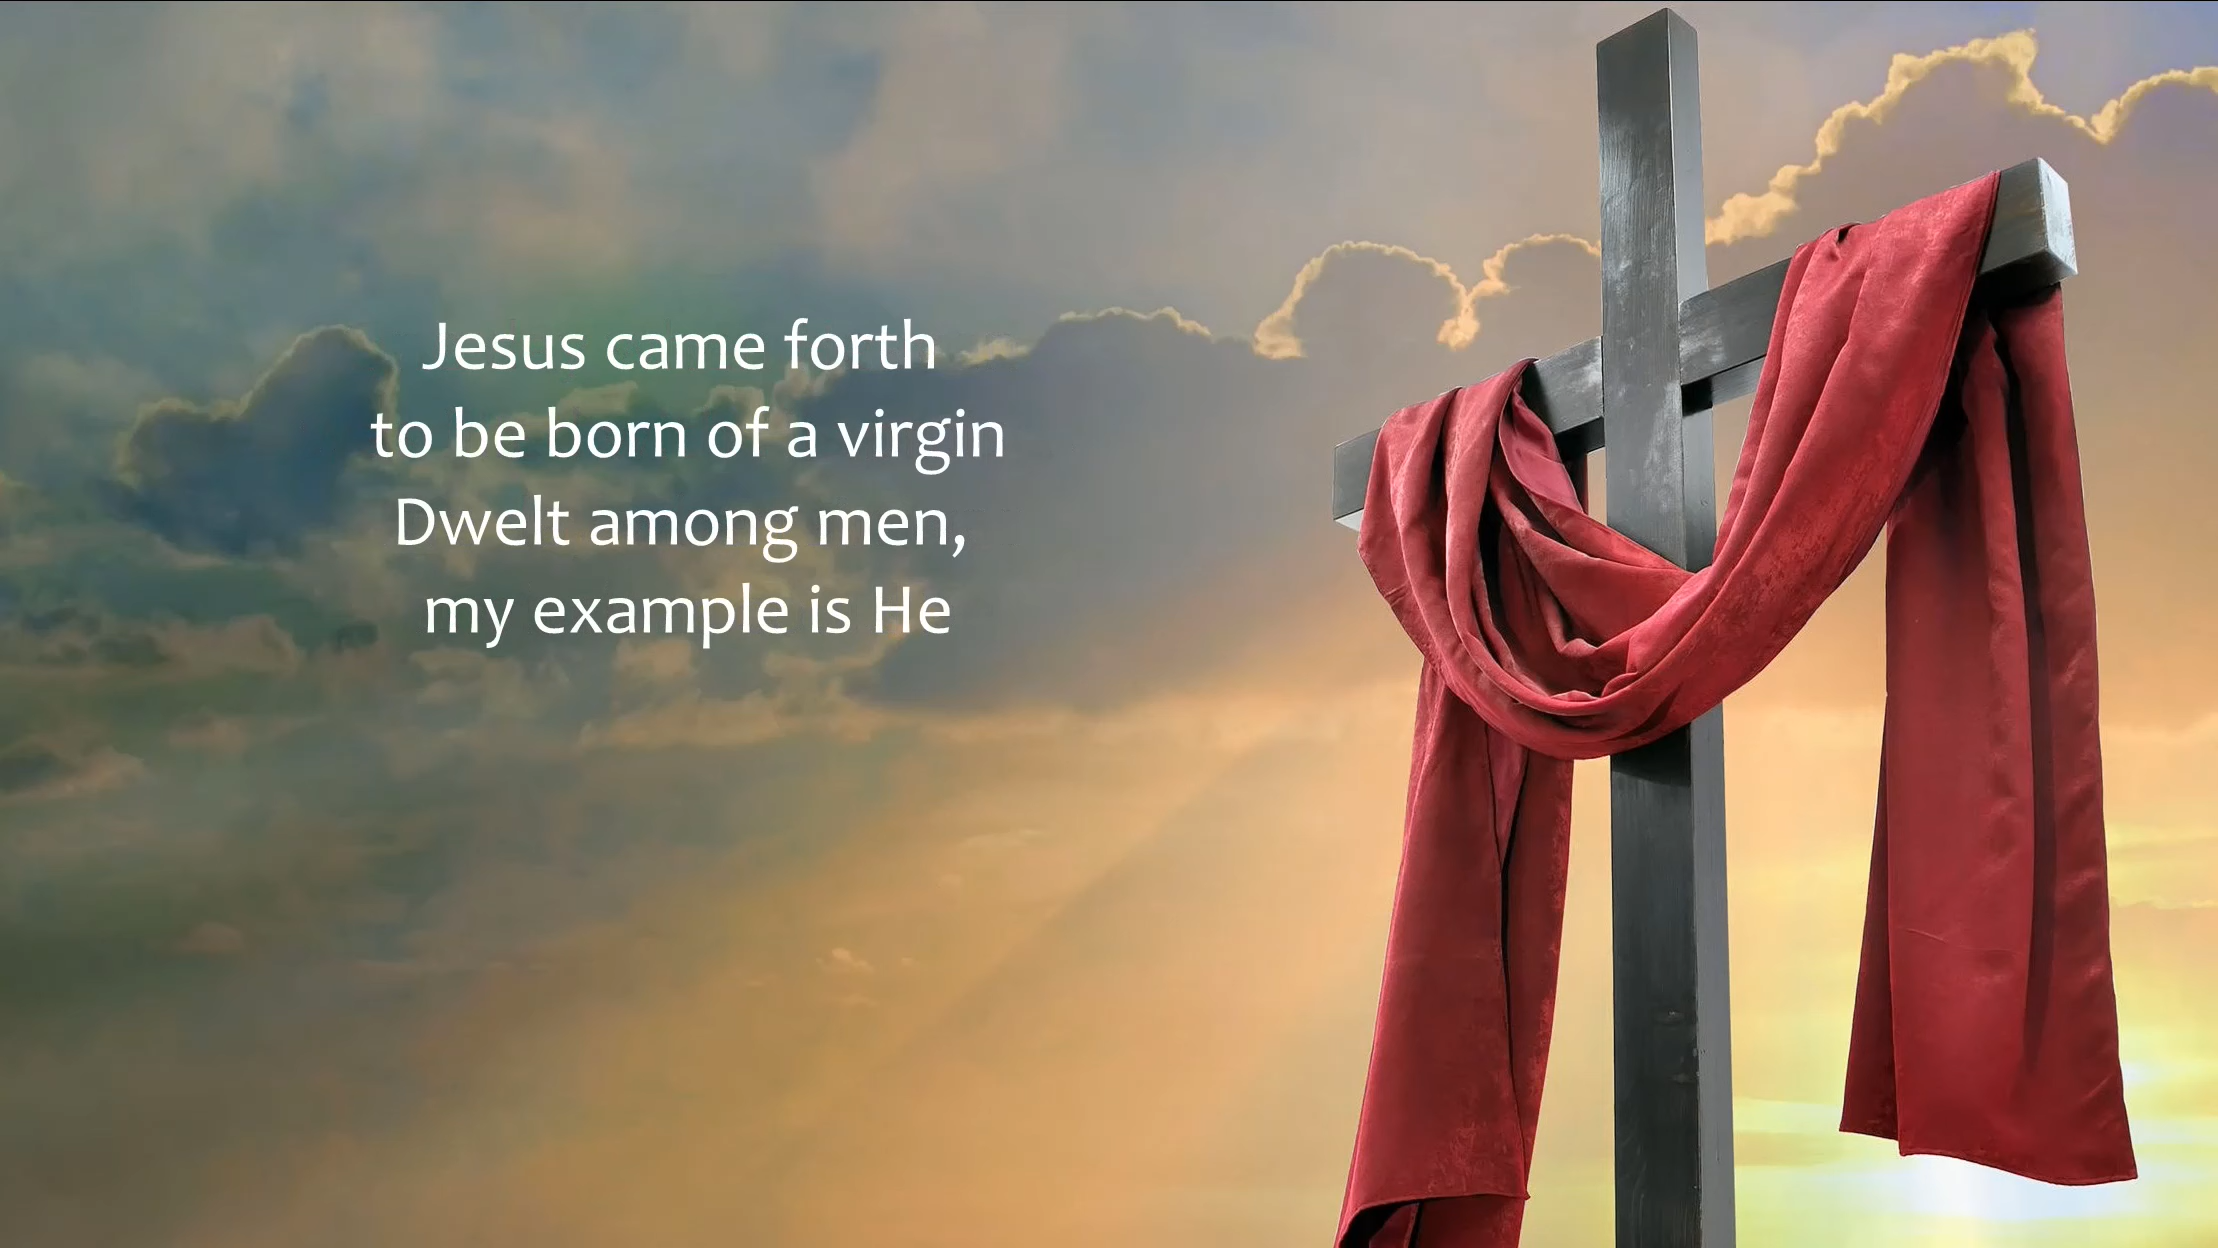 Jesus came forth
to be born of a virgin
Dwelt among men,
my example is He